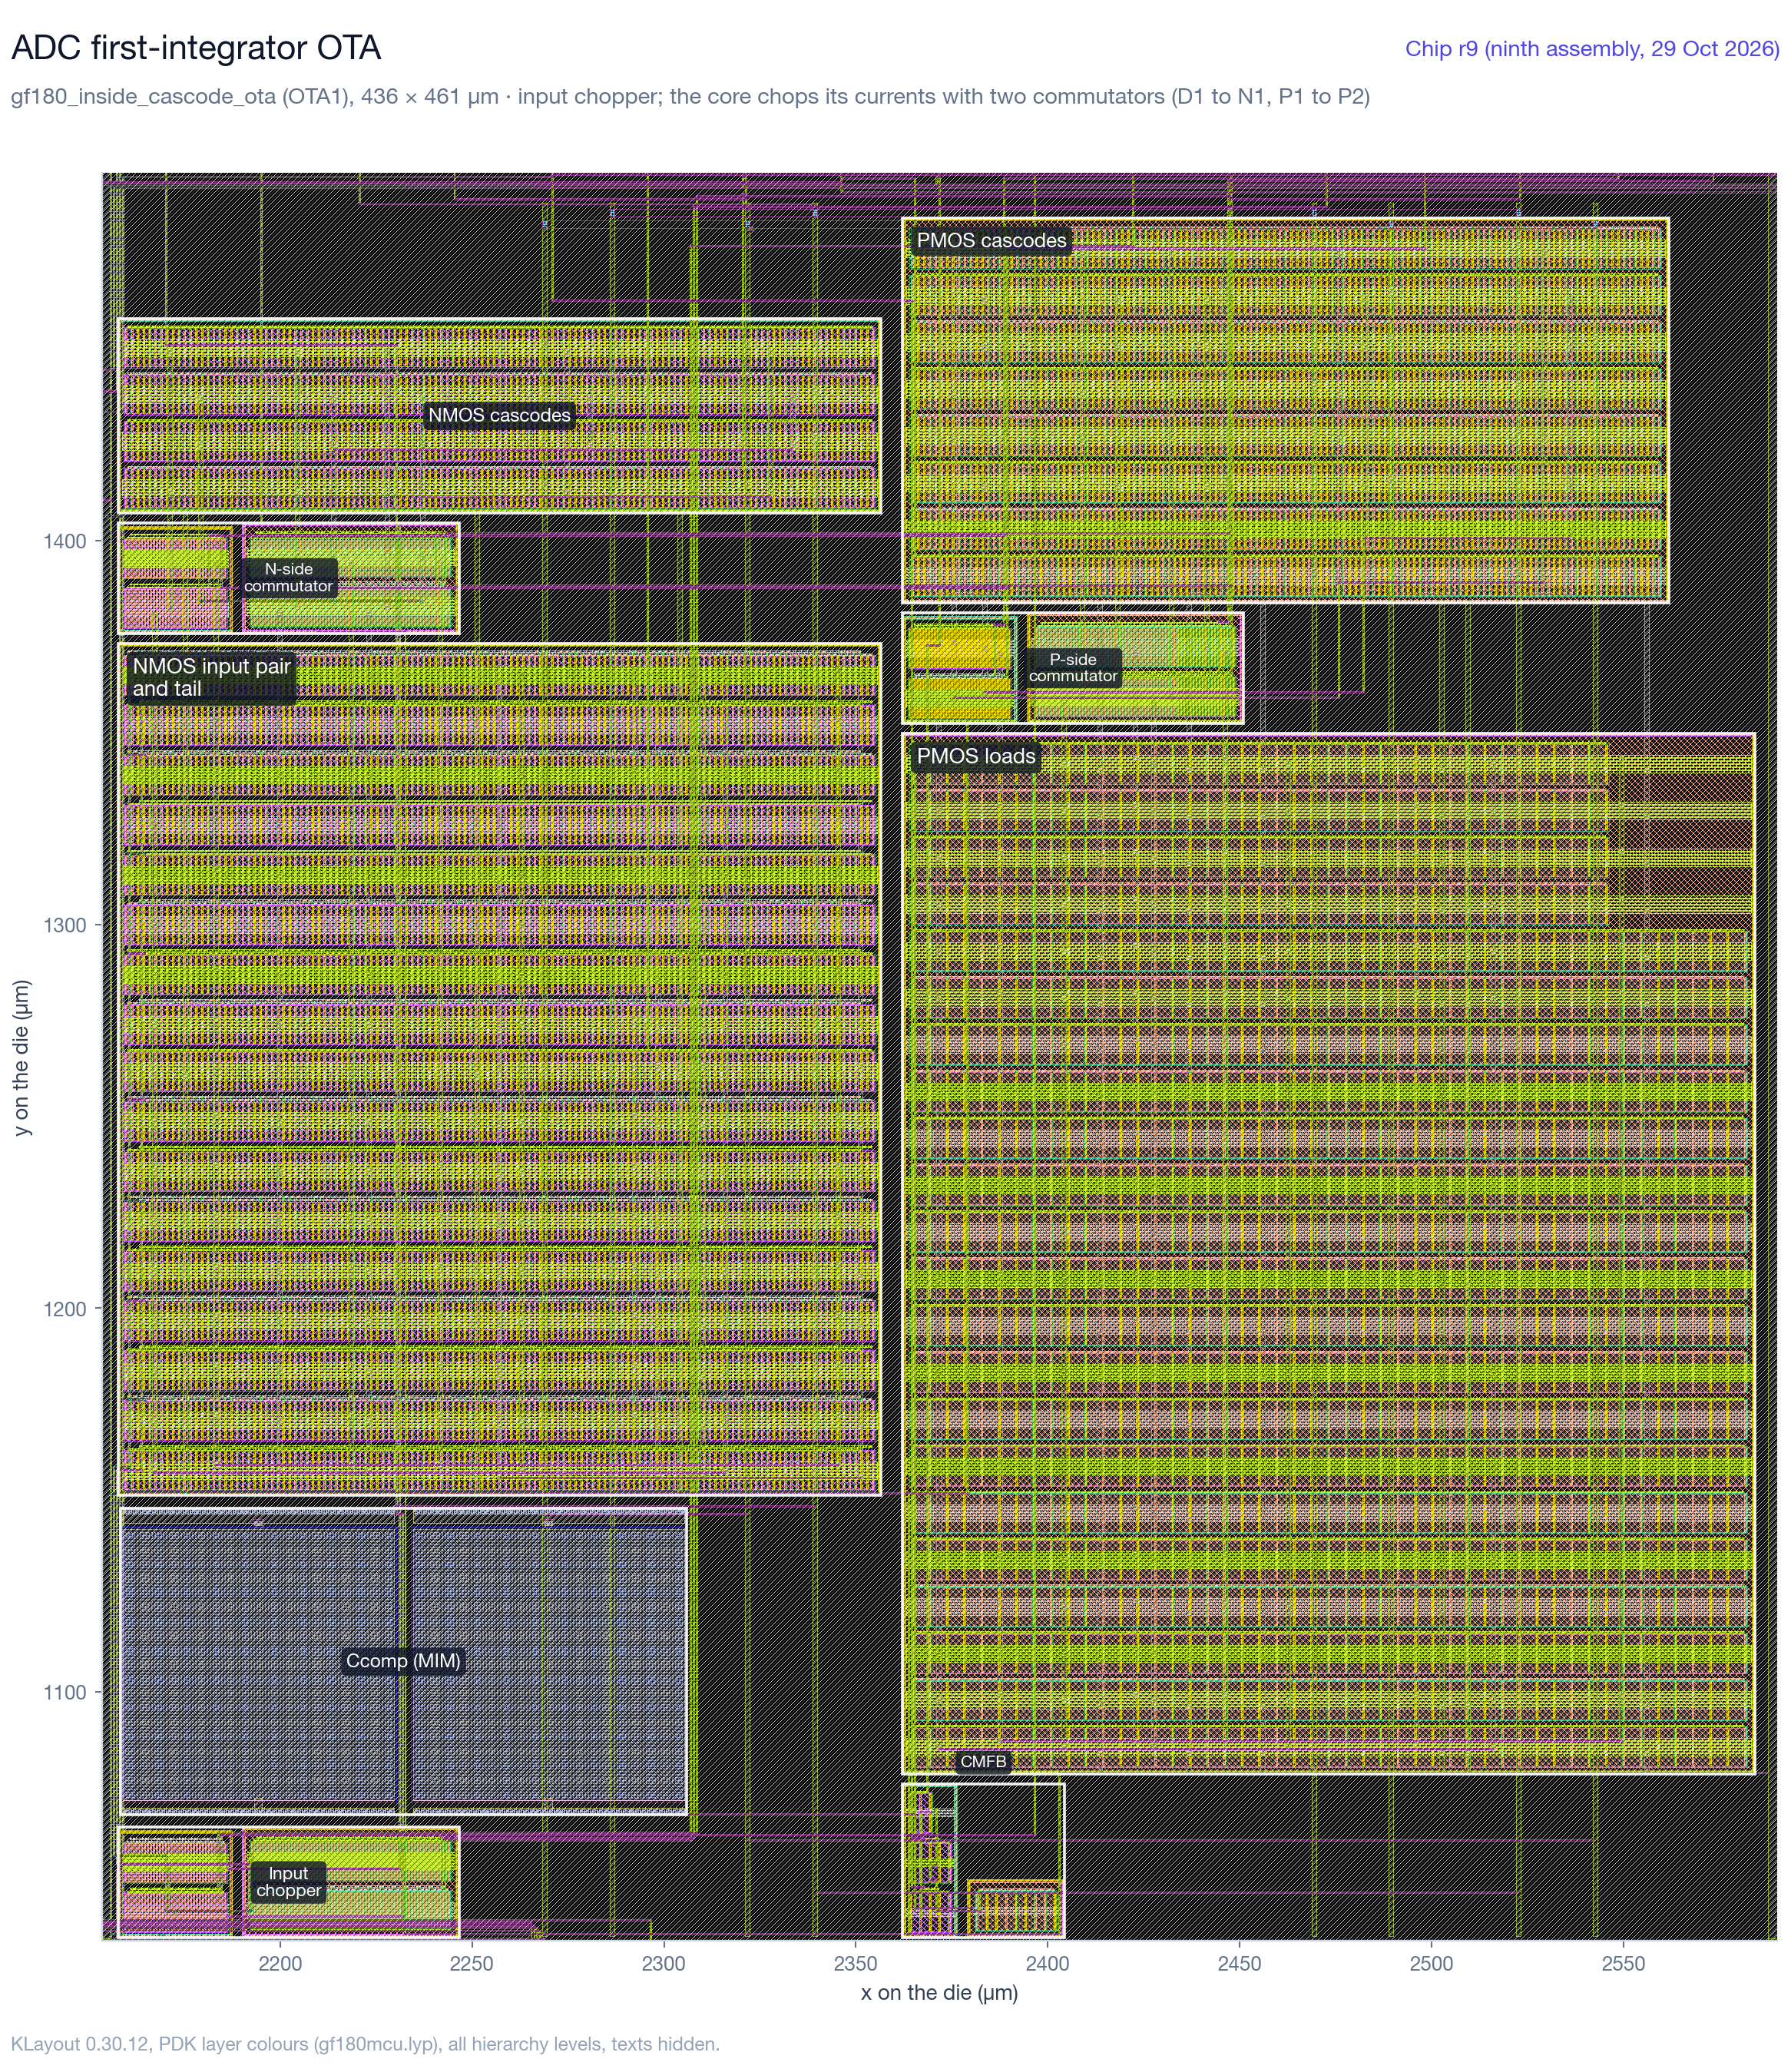 ADC first-integrator OTA
Chip r9 (ninth assembly, 29 Oct 2026)
gf180_inside_cascode_ota (OTA1), 436 × 461 µm · input chopper; the core chops its currents with two commutators (D1 to N1, P1 to P2)
PMOS cascodes
NMOS cascodes
1400
N-side
commutator
NMOS input pair
and tail
P-side
commutator
PMOS loads
1300
y on the die (µm)
1200
1100
Ccomp (MIM)
CMFB
Input
chopper
2200
2250
2300
2350
2400
2450
2500
2550
x on the die (µm)
KLayout 0.30.12, PDK layer colours (gf180mcu.lyp), all hierarchy levels, texts hidden.